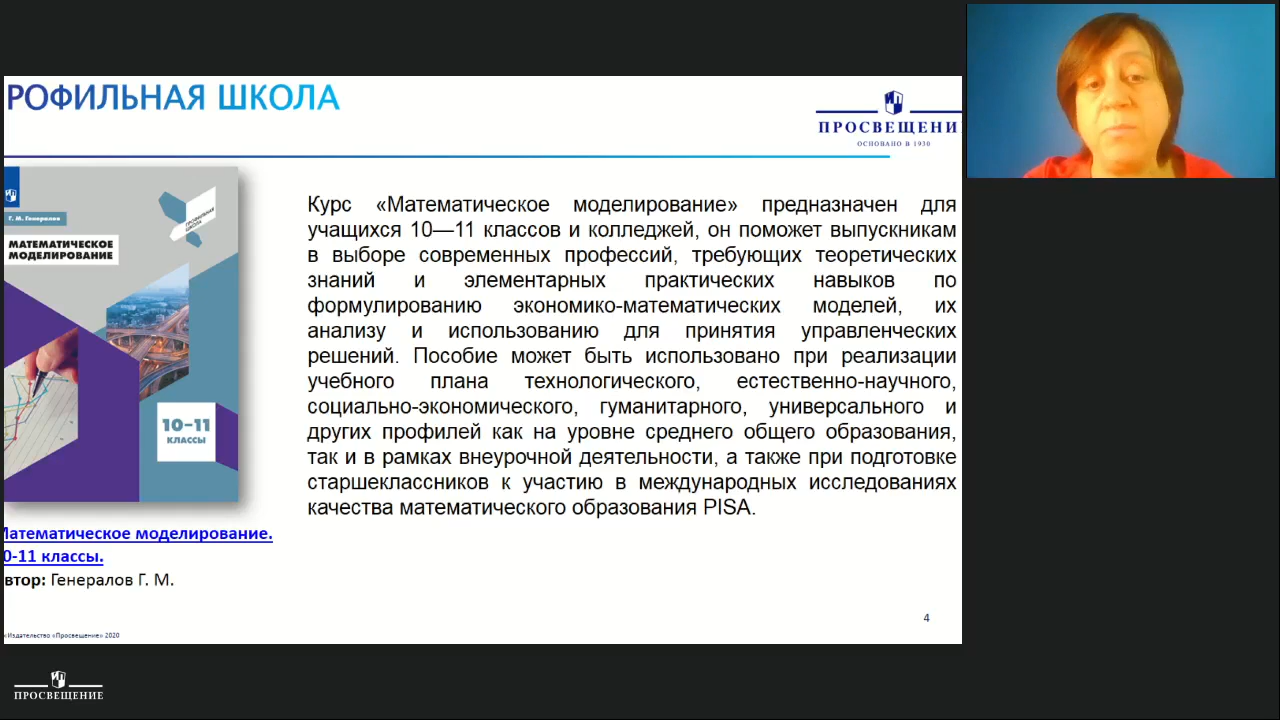 РОФИЛЬНАЯ ШКОЛА
ПРОСВЕЩЕНИ
ОСНОВАНО В 1930
Г. М. Генералов
ПРОФИЛЬНАЯ
ШКОЛА
МАТЕМАТИЧЕСКОЕ
МОДЕЛИРОВАНИЕ
10–11
КЛАССЫ
Математическое моделирование.
0-11 классы.
втор: Генералов Г. М.
Курс «Математическое моделирование» предназначен для
учащихся 10—11 классов и колледжей, он поможет выпускникам
в выборе современных профессий, требующих теоретических
знаний и элементарных практических навыков по
формулированию экономико-математических моделей, их
анализу и использованию для принятия управленческих
решений. Пособие может быть использовано при реализации
учебного плана технологического, естественно-научного,
социально-экономического, гуманитарного, универсального и
других профилей как на уровне среднего общего образования,
так и в рамках внеурочной деятельности, а также при подготовке
старшеклассников к участию в международных исследованиях
качества математического образования PISA.
4
«Издательство «Просвещение» 2020
ПРОСВЕЩЕНИЕ